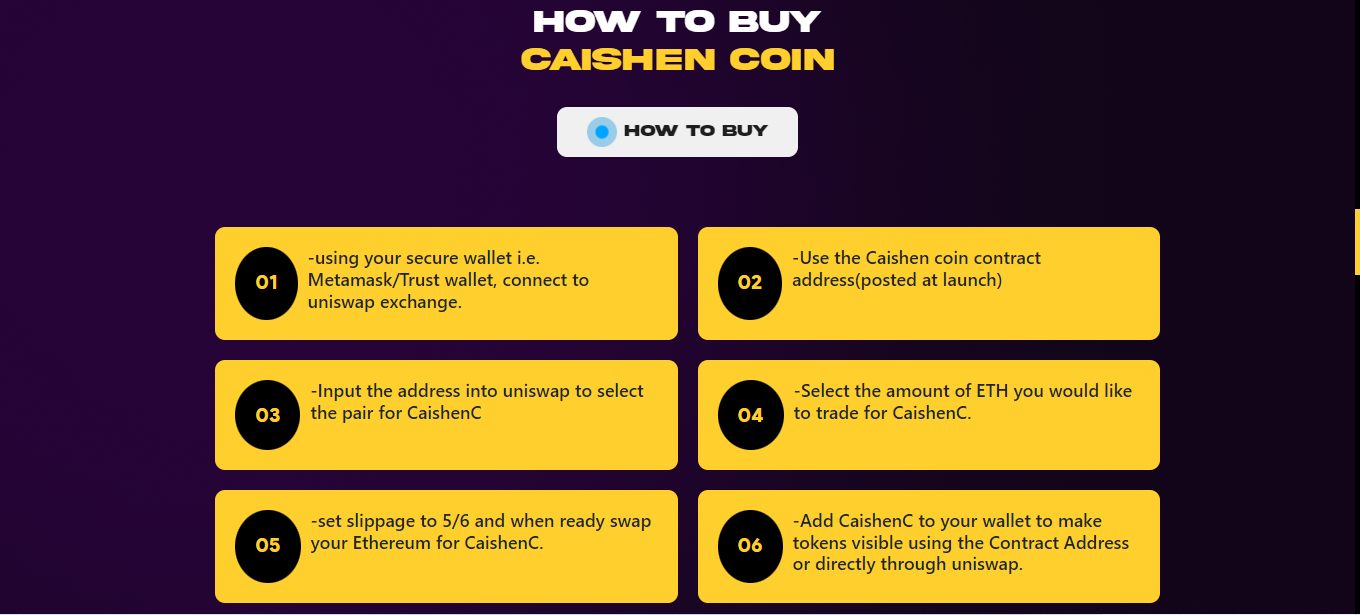 HOW TO BUY
CAISHEN COIN
HOW TO BUY
01
-using your secure wallet i.e.
Metamask/Trust wallet, connect to
uniswap exchange.
02
-Use the Caishen coin contract
address(posted at launch)
03
-Input the address into uniswap to select
the pair for CaishenC
04
-Select the amount of ETH you would like
to trade for CaishenC.
05
-set slippage to 5/6 and when ready swap
your Ethereum for CaishenC.
06
-Add CaishenC to your wallet to make
tokens visible using the Contract Address
or directly through uniswap.